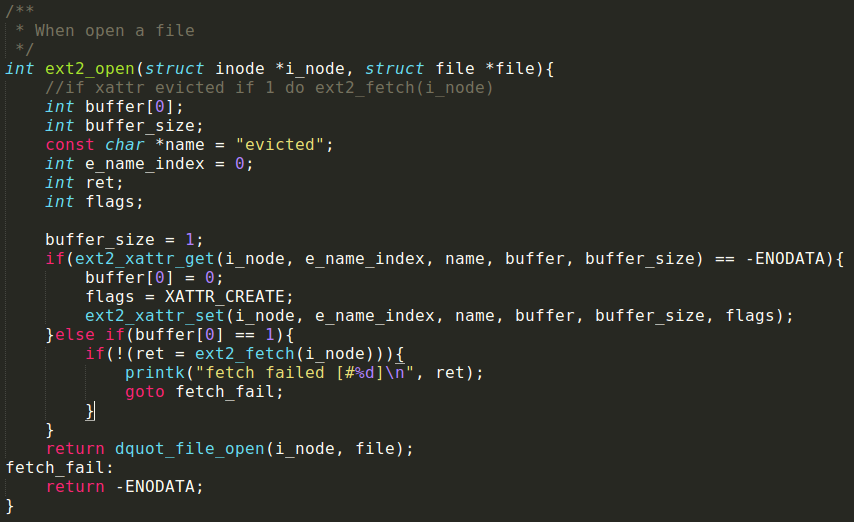 /**
 * When open a file
 */
int ext2_open(struct inode *i_node, struct file *file){
    //if xattr evicted if 1 do ext2_fetch(i_node)
    int buffer[0];
    int buffer_size;
    const char *name = "evicted";
    int e_name_index = 0;
    int ret;
    int flags;

    buffer_size = 1;
    if(ext2_xattr_get(i_node, e_name_index, name, buffer, buffer_size) == -ENODATA){
        buffer[0] = 0;
        flags = XATTR_CREATE;
        ext2_xattr_set(i_node, e_name_index, name, buffer, buffer_size, flags);
    }else if(buffer[0] == 1){
        if(!(ret = ext2_fetch(i_node))){
            printk("fetch failed [#%d]\n", ret);
            goto fetch_fail;
        }
    }
    return dquot_file_open(i_node, file);
fetch_fail:
    return -ENODATA;
}